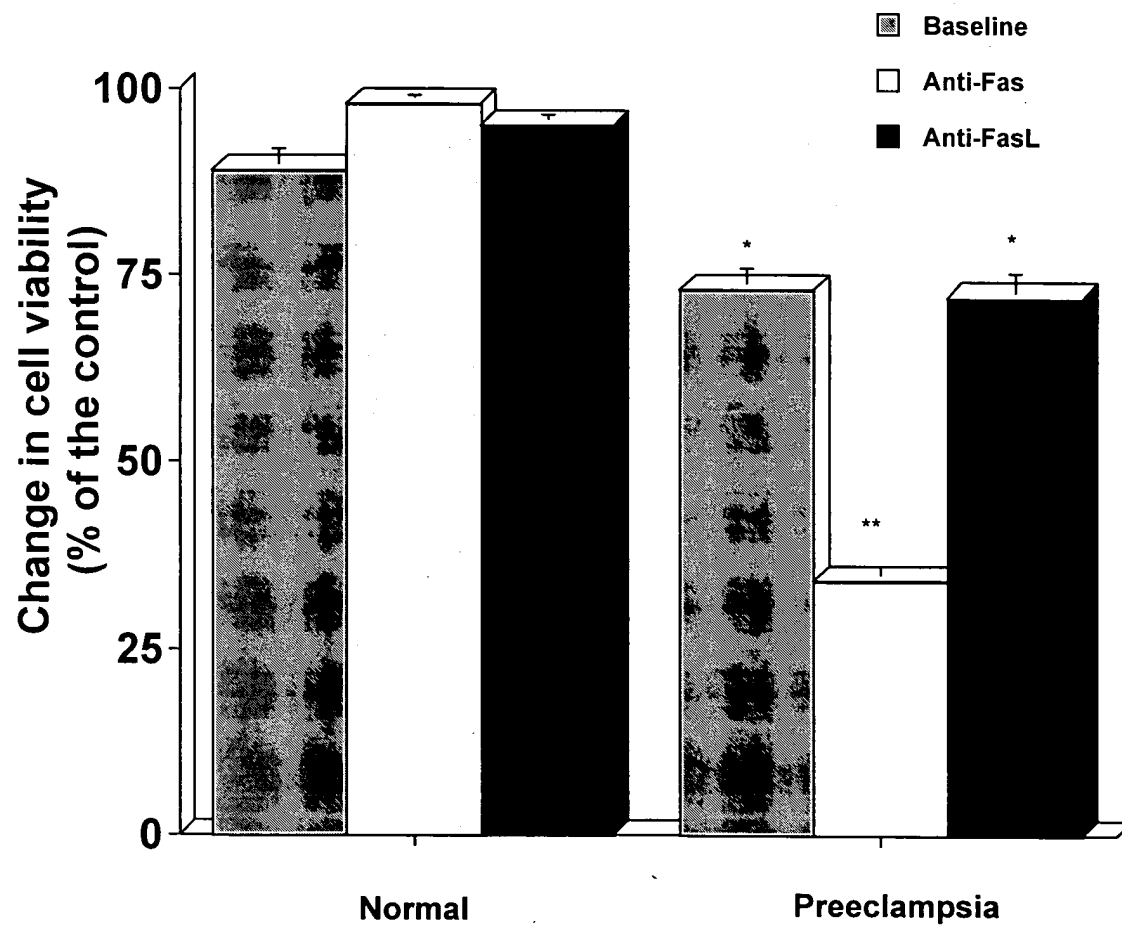 Baseline
Anti-Fas
Anti-FasL
Change in cell viability
(% of the control)
100
75
50
25
0
*
**
*
Normal
Preeclampsia